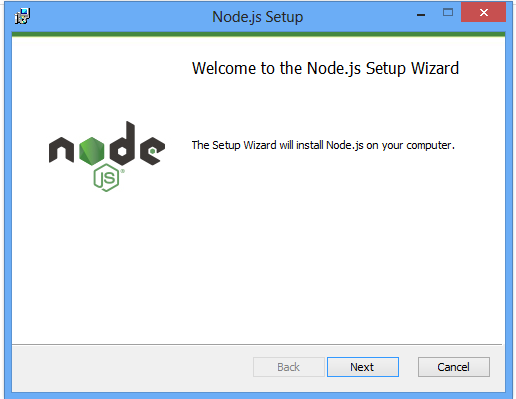 Node.js Setup
Welcome to the Node.js Setup Wizard
node
JS
®
The Setup Wizard will install Node.js on your computer.
Back
Next
Cancel